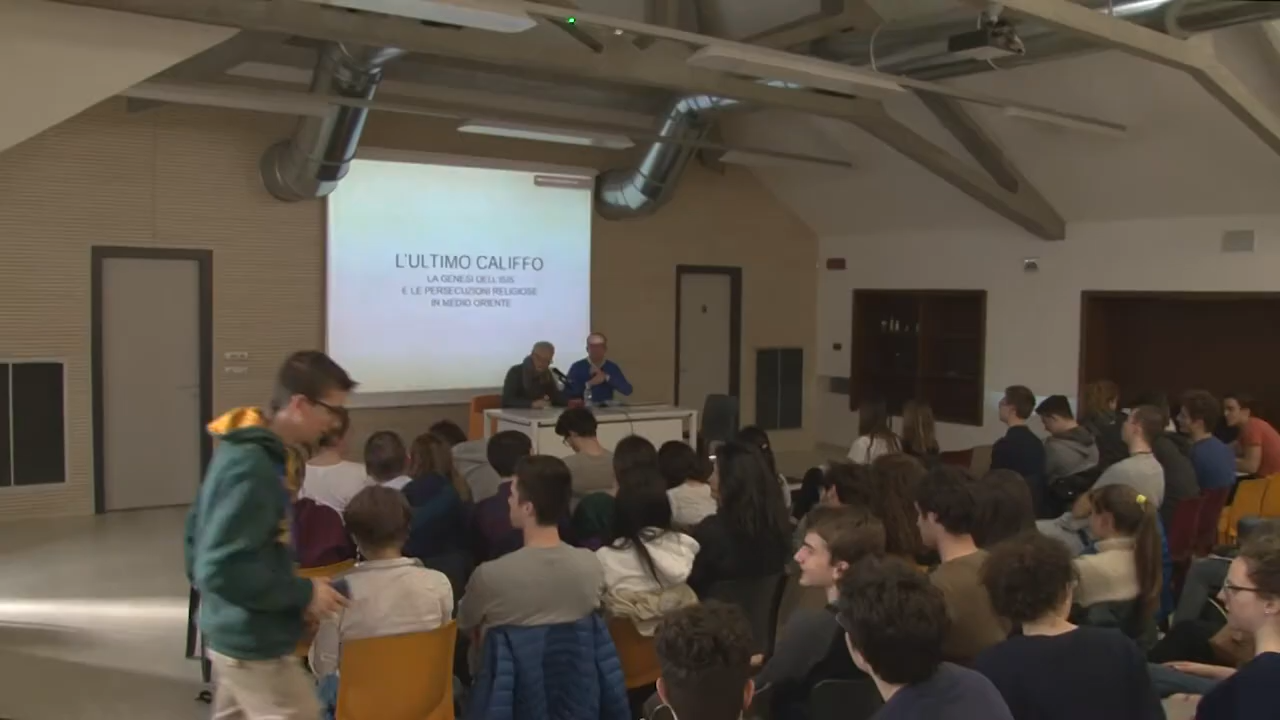 L'ULTIMO CALIFFO
LA GENESI DELL'ISIS
E LE PERSECUZIONI RELIGIOSE
IN MEDIO ORIENTE